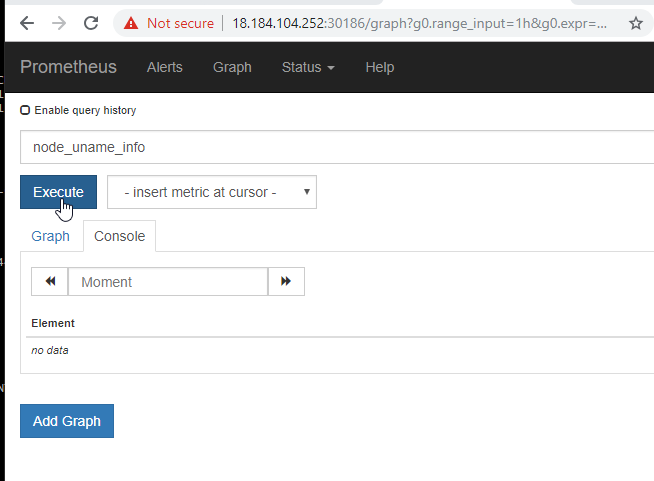 Not secure | 18.184.104.252:30186/graph?g0.range_input=1h&g0.expr=...
Prometheus Alerts Graph Status Help
Enable query history
node_uname_info
Execute - insert metric at cursor -
Graph Console
Moment
Element
no data
Add Graph